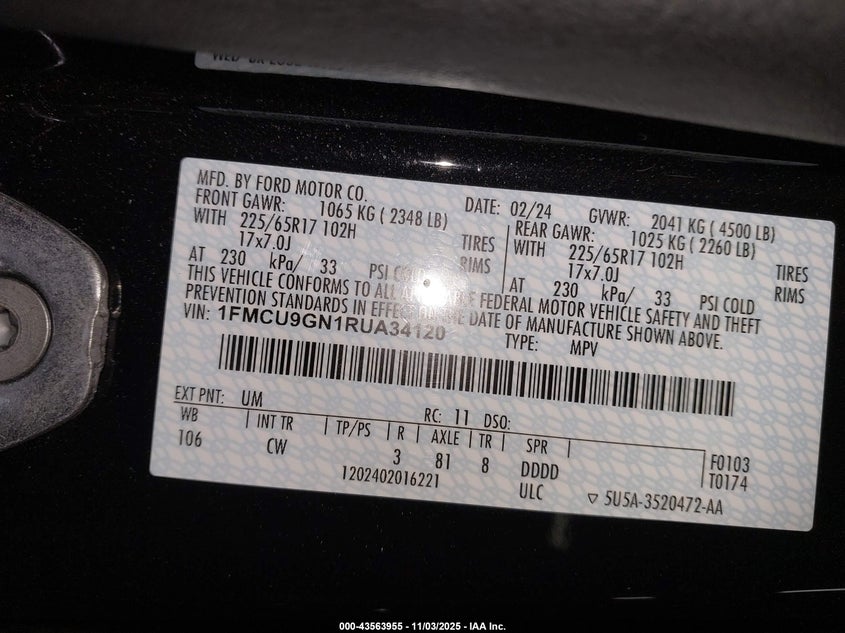 MFD. BY FORD MOTOR CO.
DATE: 02/24 GVWR: 2041 KG ( 4500 LB)
FRONT GAWR: 1065 KG ( 2348 LB)
WITH 225/65R17 102H TIRES
17x7.0J RIMS
AT 230 kPa/ 33 PSI COLD
REAR GAWR: 1025 KG ( 2260 LB)
WITH 225/65R17 102H TIRES
17x7.0J RIMS
AT 230 kPa/ 33 PSI COLD
THIS VEHICLE CONFORMS TO ALL APPLICABLE FEDERAL MOTOR VEHICLE SAFETY AND THEFT
PREVENTION STANDARDS IN EFFECT ON THE DATE OF MANUFACTURE SHOWN ABOVE.
VIN: 1FMCU9GN1RUA34120
TYPE: MPV
EXT PNT: UM RC: 11 DSO:
WB INT TR TP/PS R AXLE TR SPR
106 CW 3 81 8 DDDD
F0103
T0174
1202402016221 ULC
5U5A-3520472-AA
000-43563955 - 11/03/2025 - IAA Inc.